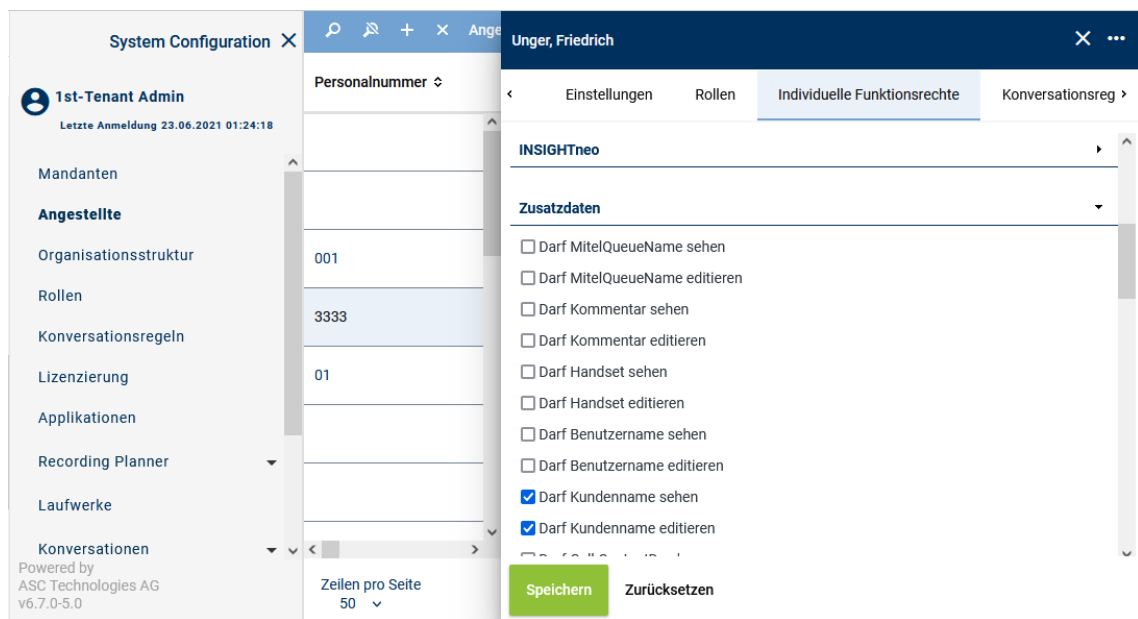 System Configuration
1st-Tenant Admin
Letzte Anmeldung 23.06.2021 01:24:18
Mandanten
Angestellte
Organisationsstruktur
Rollen
Konversationsregeln
Lizenzierung
Applikationen
Recording Planner
Laufwerke
Konversationen
Powered by
ASC Technologies AG
v6.7.0-5.0
Ange
Personalnummer
001
3333
01
Zeilen pro Seite
50
Unger, Friedrich
Einstellungen Rollen Individuelle Funktionsrechte Konversationsreg
INSIGHTneo
Zusatzdaten
Darf MitelQueueName sehen
Darf MitelQueueName editieren
Darf Kommentar sehen
Darf Kommentar editieren
Darf Handset sehen
Darf Handset editieren
Darf Benutzername sehen
Darf Benutzername editieren
Darf Kundenname sehen
Darf Kundenname editieren
Speichern Zurücksetzen